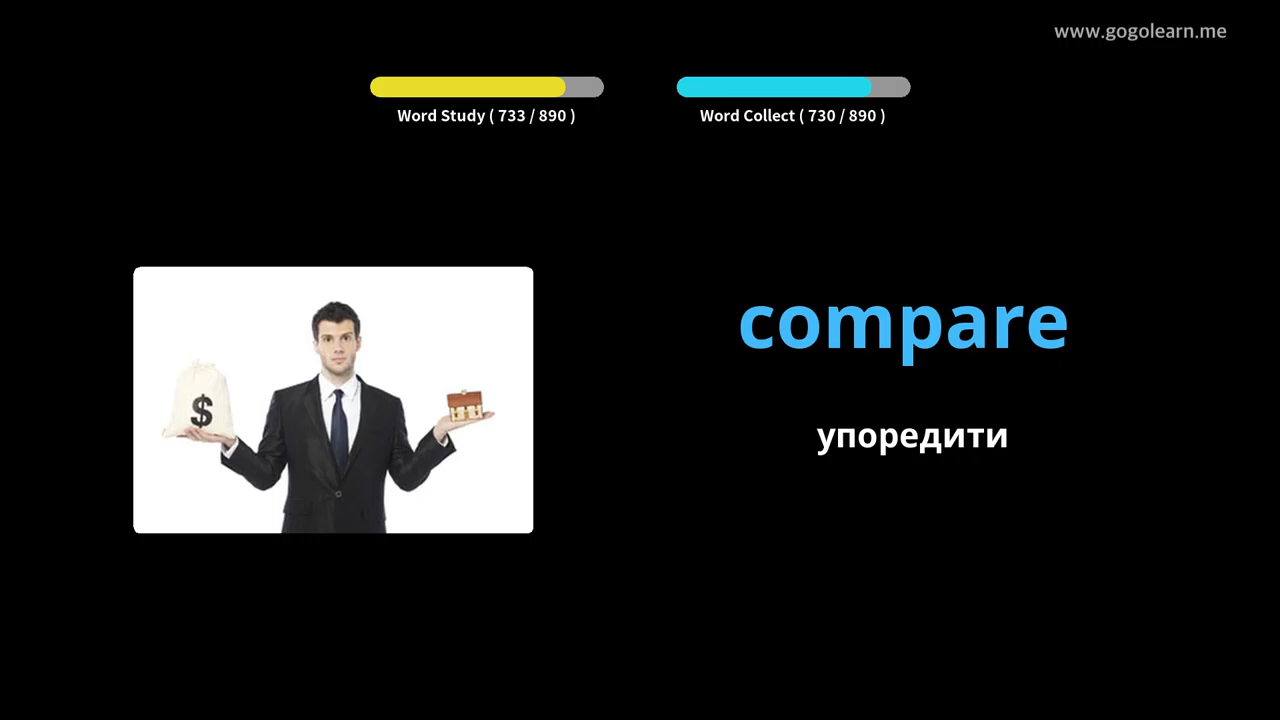 www.gogolearn.me
Word Study ( 733 / 890 )
Word Collect ( 730 / 890 )
$
compare
упоредити